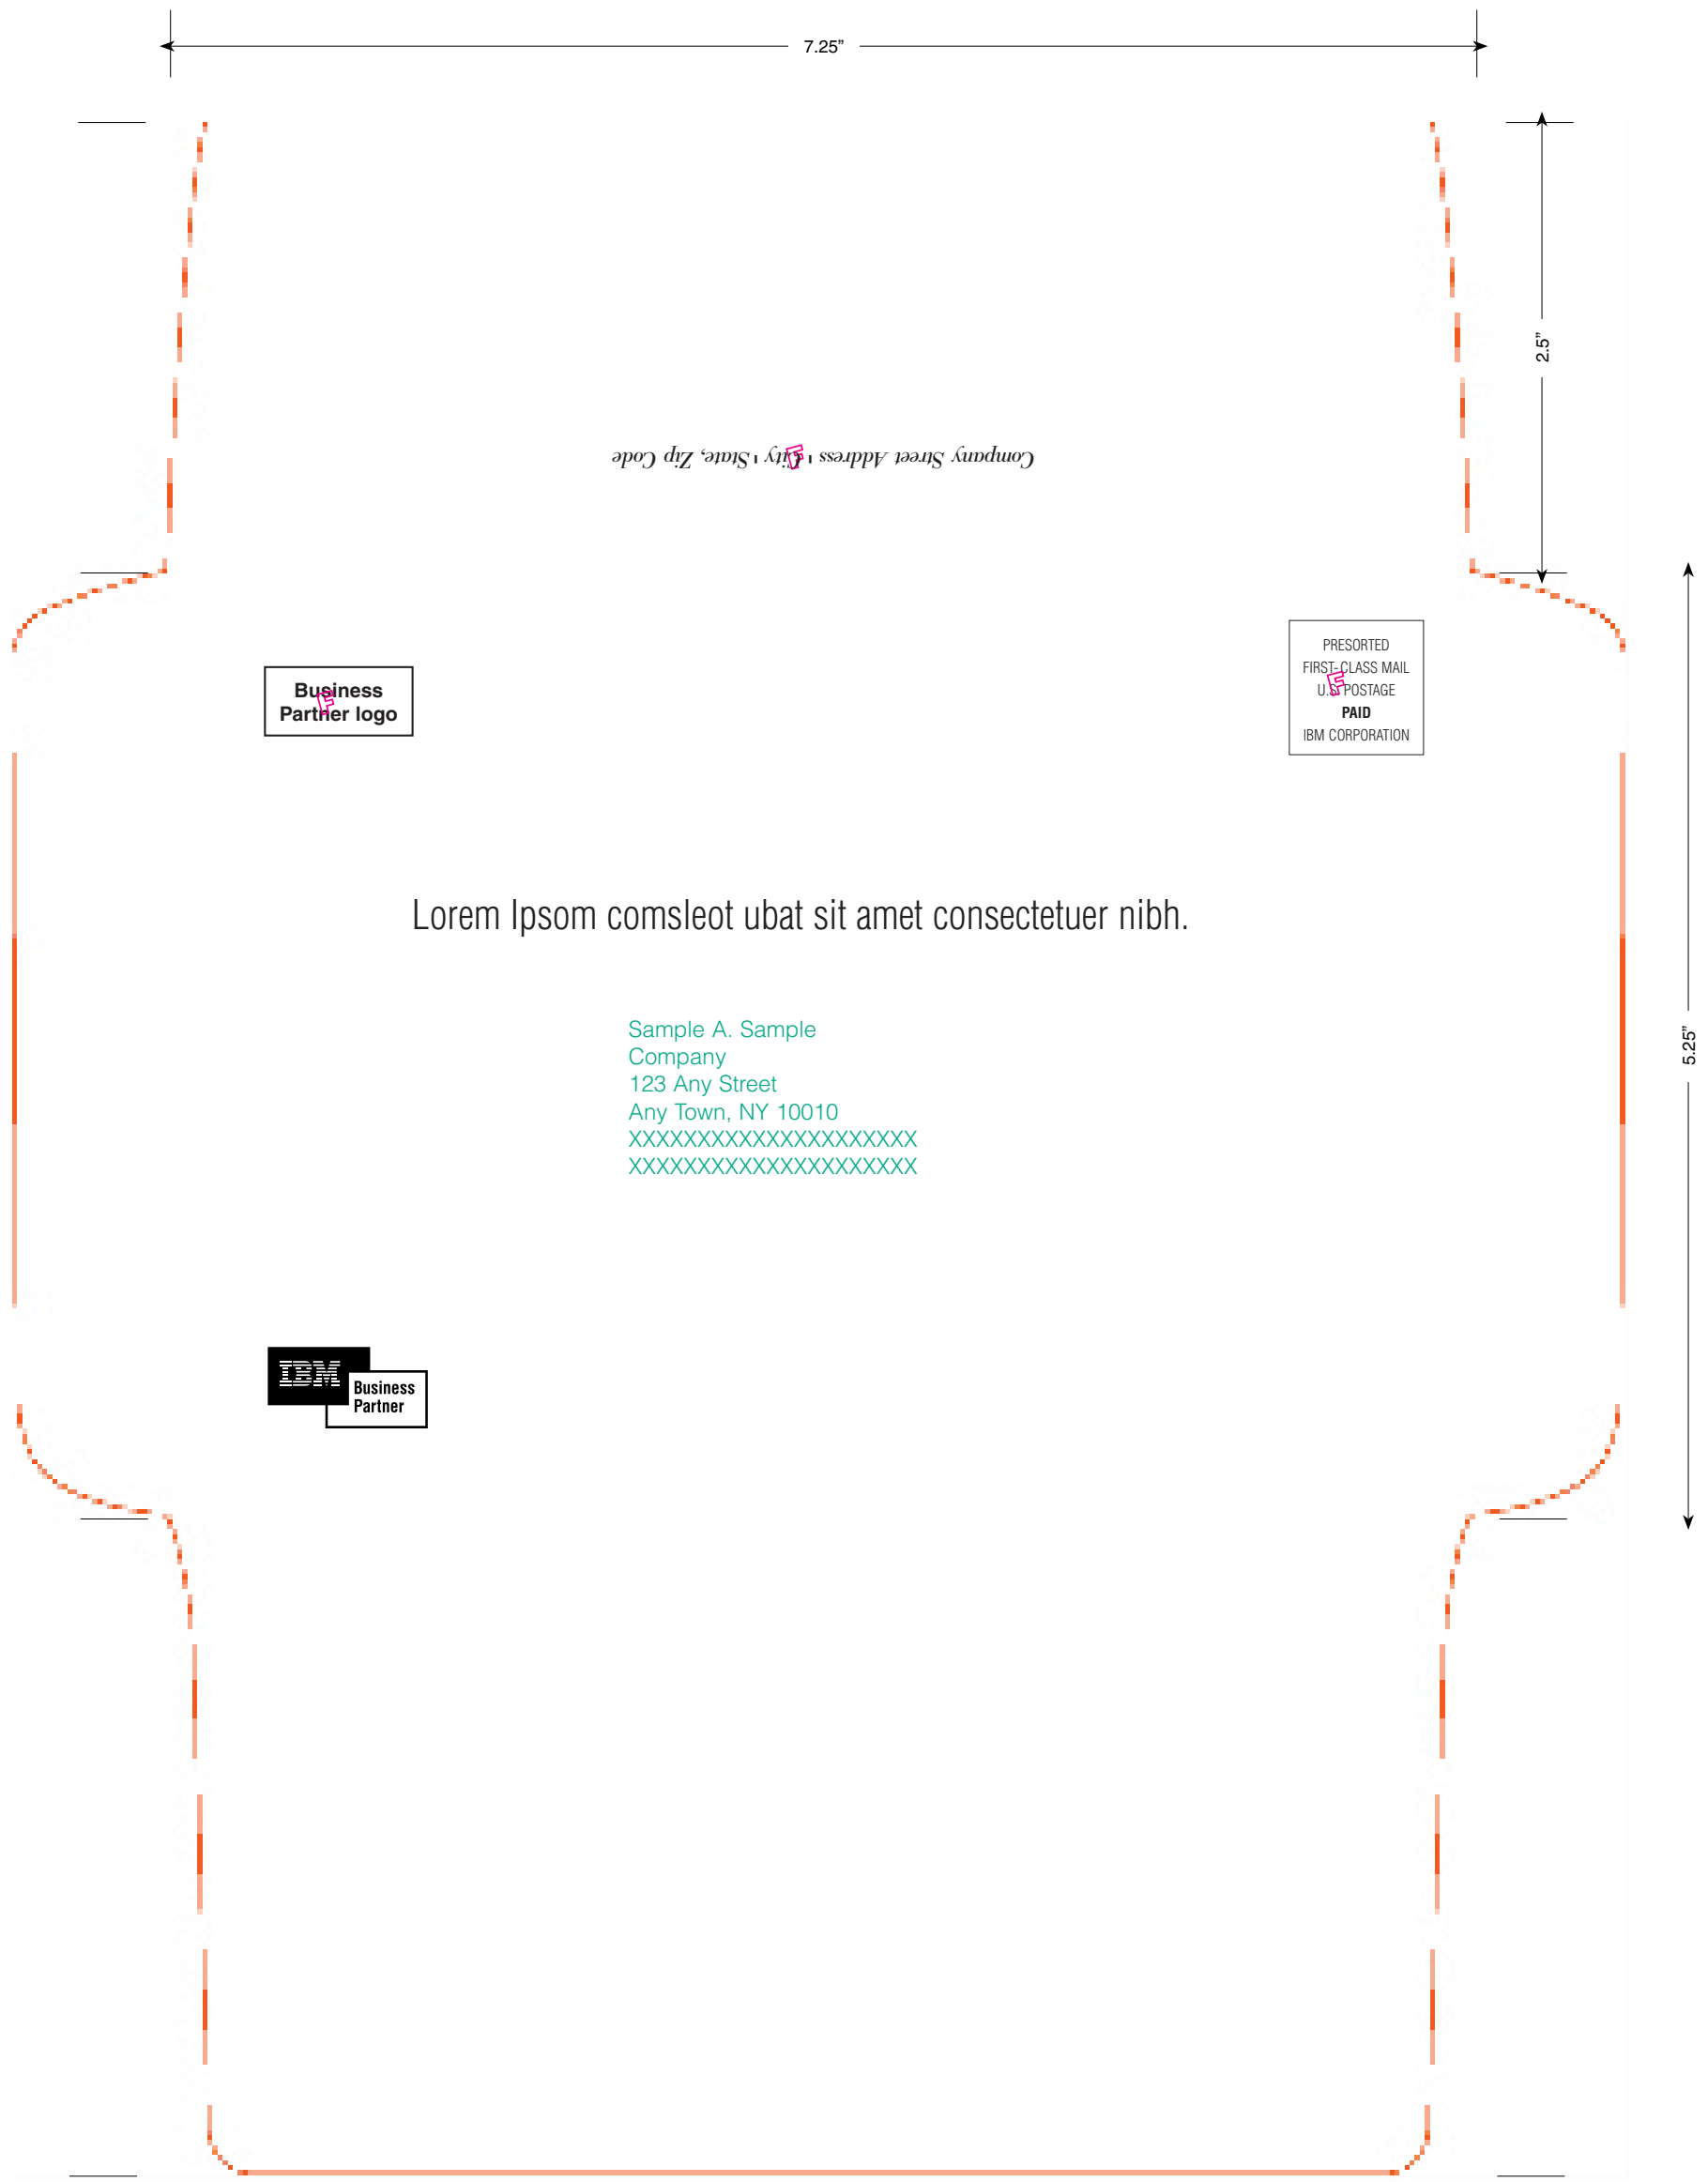 7.25”
2.5”
Company Street Address ı City ı State, Zip Code
F
PRESORTED
FIRST-CLASS MAIL
U.S. POSTAGE
PAID
IBM CORPORATION
F
Business
Partner logo
F
Lorem Ipsom comsleot ubat sit amet consectetuer nibh.
Sample A. Sample
Company
123 Any Street
Any Town, NY 10010
XXXXXXXXXXXXXXXXXXXXX
XXXXXXXXXXXXXXXXXXXXX
5.25”
IBM
Business
Partner